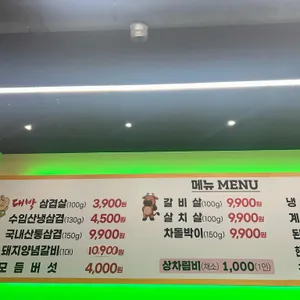 메뉴 MENU
대박 삼겹살(100g) 3,900원
수입산냉삼겹(130g) 4,500원
국내산통삼겹(150g) 9,900원
돼지양념갈비(1대) 10,900원
모듬버섯 4,000원
갈비살(100g) 9,900원
삼치살(100g) 9,900원
차돌박이(150g) 9,900원
상차림비(채소) 1,000(1인)
냉
계
된